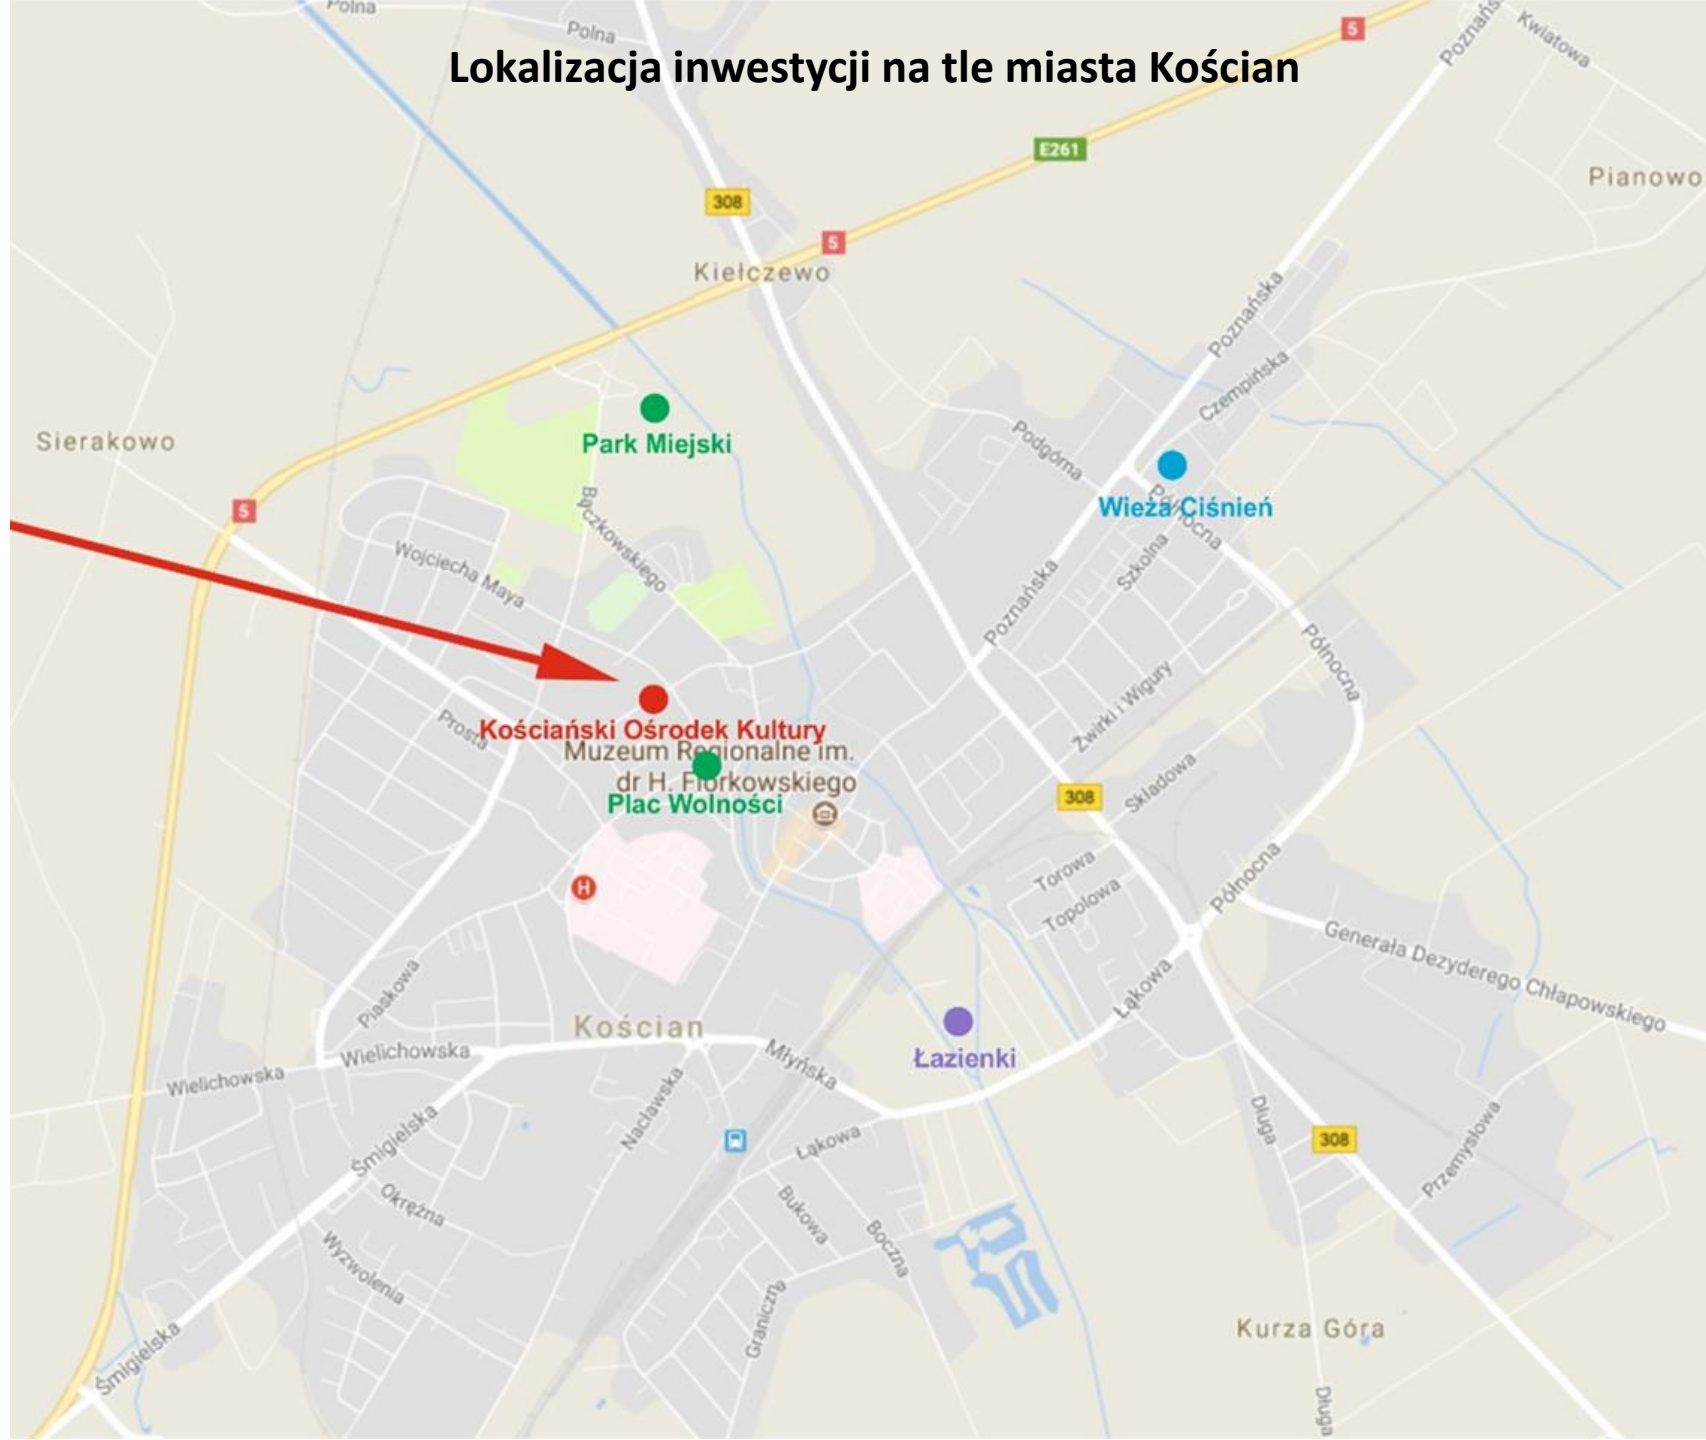 Polna
Polna
Poznańs
Kwiatowa
5
Lokalizacja inwestycji na tle miasta Kościan
E261
Pianowo
308
5
Kiełczewo
Poznańska
Czempińska
Park Miejski
Sierakowo
Podgórna
Wieża Ciśnień
Północna
5
Bączkowskiego
Wojciecha Maya
Szkolna
Poznańska
Północna
Żwirki i Wigury
Prosta
Kościański Ośrodek Kultury
Muzeum Regionalne im.
dr H. Florkowskiego
Plac Wolności
308
Składowa
Torowa
Topolowa
Północna
H
Generała Dezyderego Chłapowskiego
Piaskowa
Łąkowa
Kościan
Łazienki
Wielichowska
Wielichowska
Młyńska
Nacławska
Śmigielska
Łąkowa
Długa
308
Przemysłowa
Okrężna
Bukowa
Boczna
Wyzwolenia
Graniczna
Kurza Góra
Śmigielska
Długa